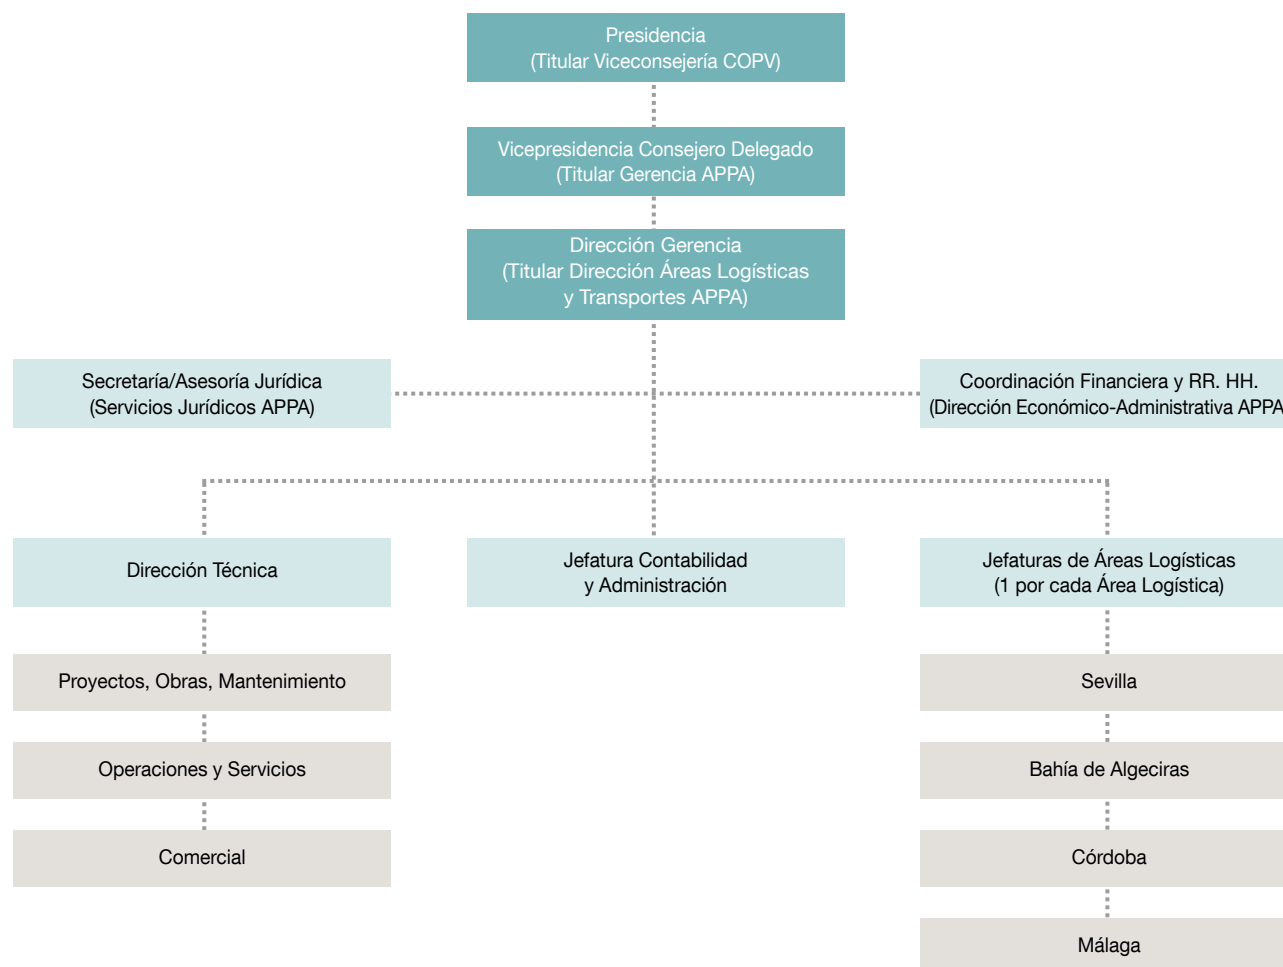 Presidencia
(Titular Viceconsejería COPV)
Vicepresidencia Consejero Delegado
(Titular Gerencia APPA)
Dirección Gerencia
(Titular Dirección Áreas Logísticas
y Transportes APPA)
Secretaría/Asesoría Jurídica
(Servicios Jurídicos APPA)
Coordinación Financiera y RR. HH.
(Dirección Económico-Administrativa APPA
Dirección Técnica
Jefatura Contabilidad
y Administración
Jefaturas de Áreas Logísticas
(1 por cada Área Logística)
Proyectos, Obras, Mantenimiento
Operaciones y Servicios
Comercial
Sevilla
Bahía de Algeciras
Córdoba
Málaga